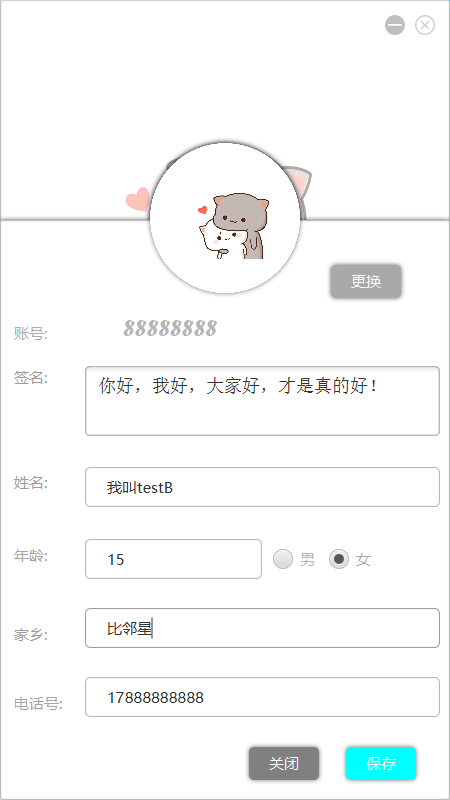 更换
账号: 88888888
签名: 你好，我好，大家好，才是真的好！
姓名: 我叫testB
年龄: 15 男 女
家乡: 比邻星
电话号: 17888888888
关闭 保存